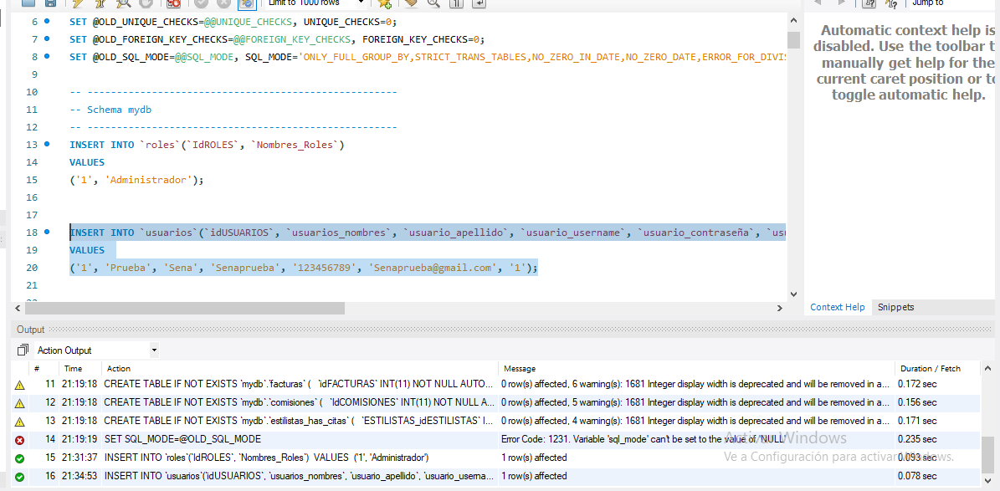 Limit to 1000 rows
Jump to
6 SET @OLD_UNIQUE_CHECKS=@@UNIQUE_CHECKS, UNIQUE_CHECKS=0;
7 SET @OLD_FOREIGN_KEY_CHECKS=@@FOREIGN_KEY_CHECKS, FOREIGN_KEY_CHECKS=0;
8 SET @OLD_SQL_MODE=@@SQL_MODE, SQL_MODE='ONLY_FULL_GROUP_BY,STRICT_TRANS_TABLES,NO_ZERO_IN_DATE,NO_ZERO_DATE,ERROR_FOR_DIVIS
9
10 -- -----------------------------------------------------
11 -- Schema mydb
12 -- -----------------------------------------------------
13 INSERT INTO `roles`(`IdROLES`, `Nombres_Roles`)
14 VALUES
15 ('1', 'Administrador');
16
17
18 INSERT INTO `usuarios`(`idUSUARIOS`, `usuarios_nombres`, `usuario_apellido`, `usuario_username`, `usuario_contraseña`, `usu
19 VALUES
20 ('1', 'Prueba', 'Sena', 'Senaprueba', '123456789', 'Senaprueba@gmail.com', '1');
21
Automatic context help is
disabled. Use the toolbar t
manually get help for the
current caret position or to
toggle automatic help.
Context Help Snippets
Output
Action Output
# Time Action Message Duration / Fetch
11 21:19:18 CREATE TABLE IF NOT EXISTS `mydb`.`facturas` ( `idFACTURAS` INT(11) NOT NULL AUTO... 0 row(s) affected, 6 warning(s): 1681 Integer display width is deprecated and will be removed in a... 0.172 sec
12 21:19:18 CREATE TABLE IF NOT EXISTS `mydb`.`comisiones` ( `IdCOMISIONES` INT(11) NOT NULL A... 0 row(s) affected, 5 warning(s): 1681 Integer display width is deprecated and will be removed in a... 0.156 sec
13 21:19:18 CREATE TABLE IF NOT EXISTS `mydb`.`estilistas_has_citas` ( `ESTILISTAS_idESTILISTAS` I... 0 row(s) affected, 4 warning(s): 1681 Integer display width is deprecated and will be removed in a... 0.171 sec
14 21:19:19 SET SQL_MODE=@OLD_SQL_MODE Error Code: 1231. Variable 'sql_mode' can't be set to the value of 'NULL' 0.235 sec
Activar Windows
15 21:31:37 INSERT INTO `roles`(`IdROLES`, `Nombres_Roles`) VALUES ('1', 'Administrador') 1 row(s) affected 0.093 sec
Ve a Configuración para activar Windows.
16 21:34:53 INSERT INTO `usuarios`(`idUSUARIOS`, `usuarios_nombres`, `usuario_apellido`, `usuario_userna... 1 row(s) affected 0.078 sec